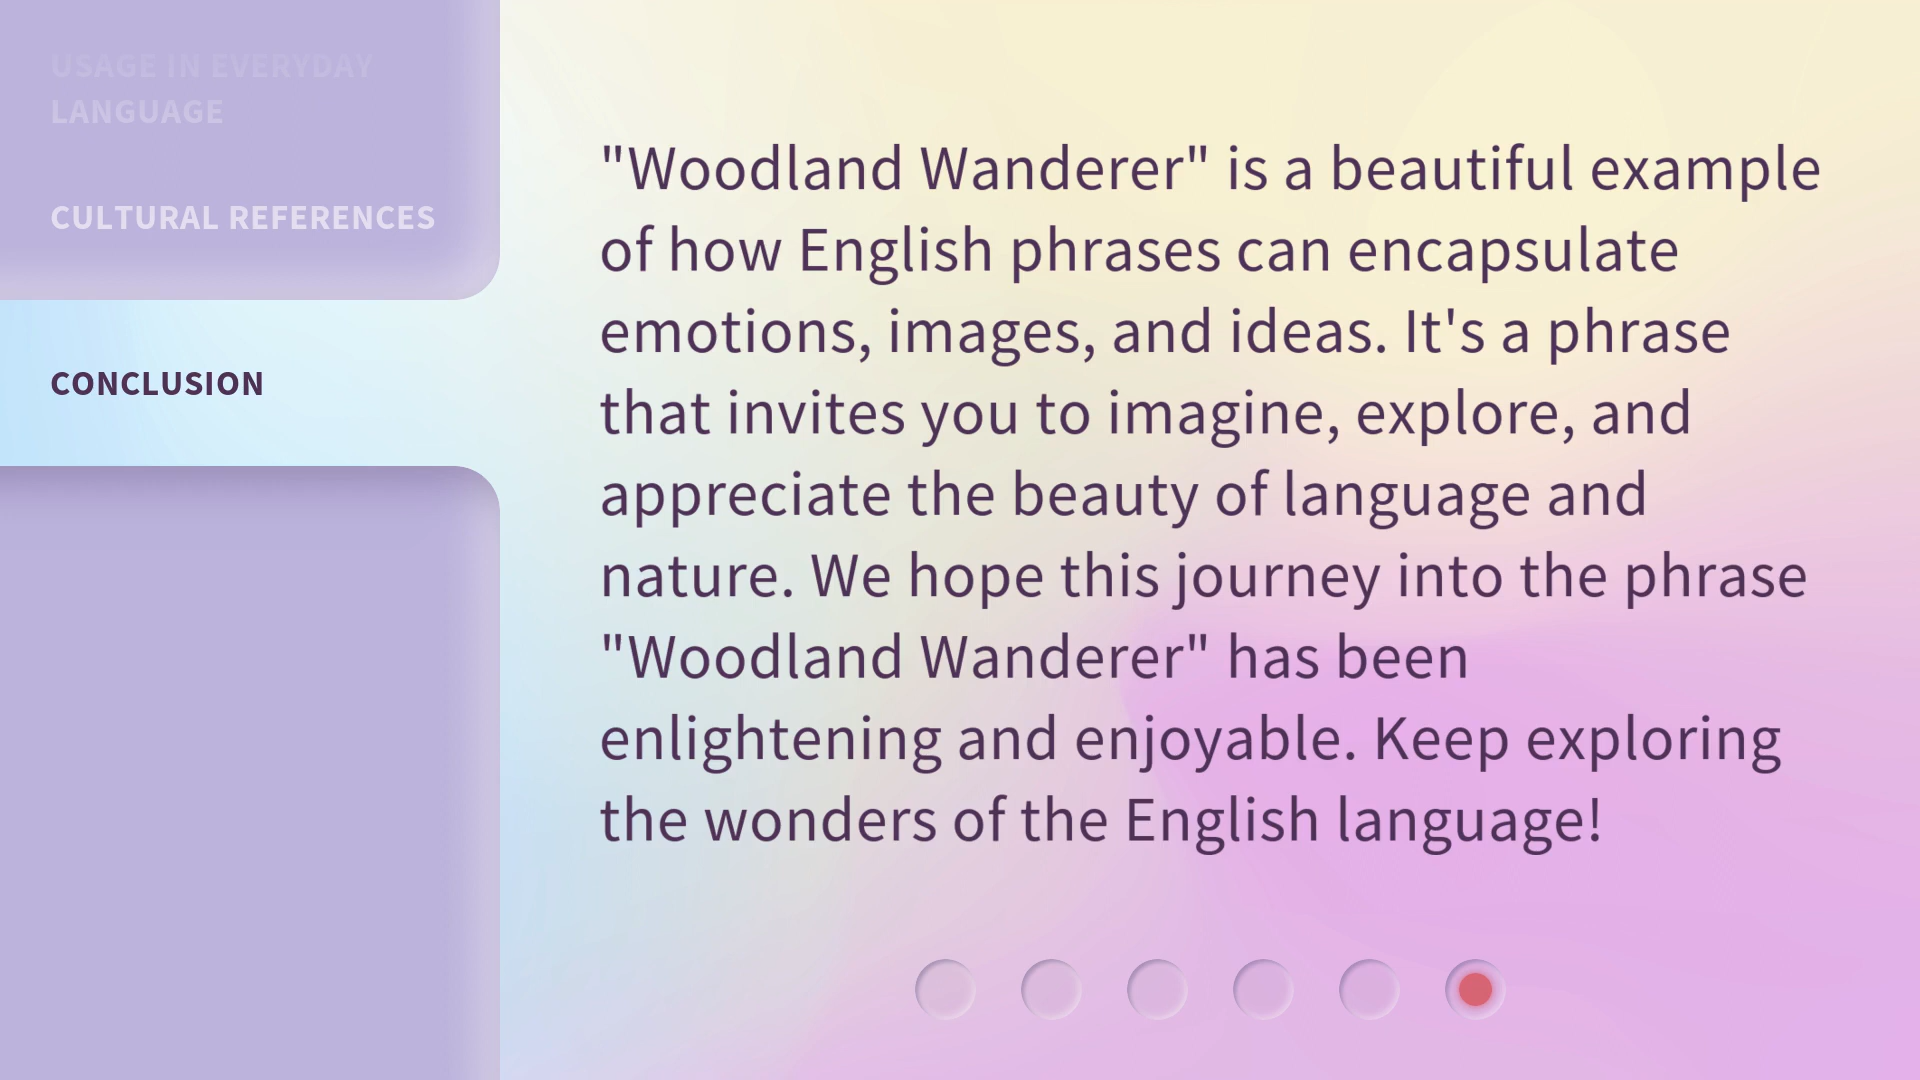 USAGE IN EVERYDAY
LANGUAGE
CULTURAL REFERENCES
CONCLUSION
"Woodland Wanderer" is a beautiful example
of how English phrases can encapsulate
emotions, images, and ideas. It's a phrase
that invites you to imagine, explore, and
appreciate the beauty of language and
nature. We hope this journey into the phrase
"Woodland Wanderer" has been
enlightening and enjoyable. Keep exploring
the wonders of the English language!